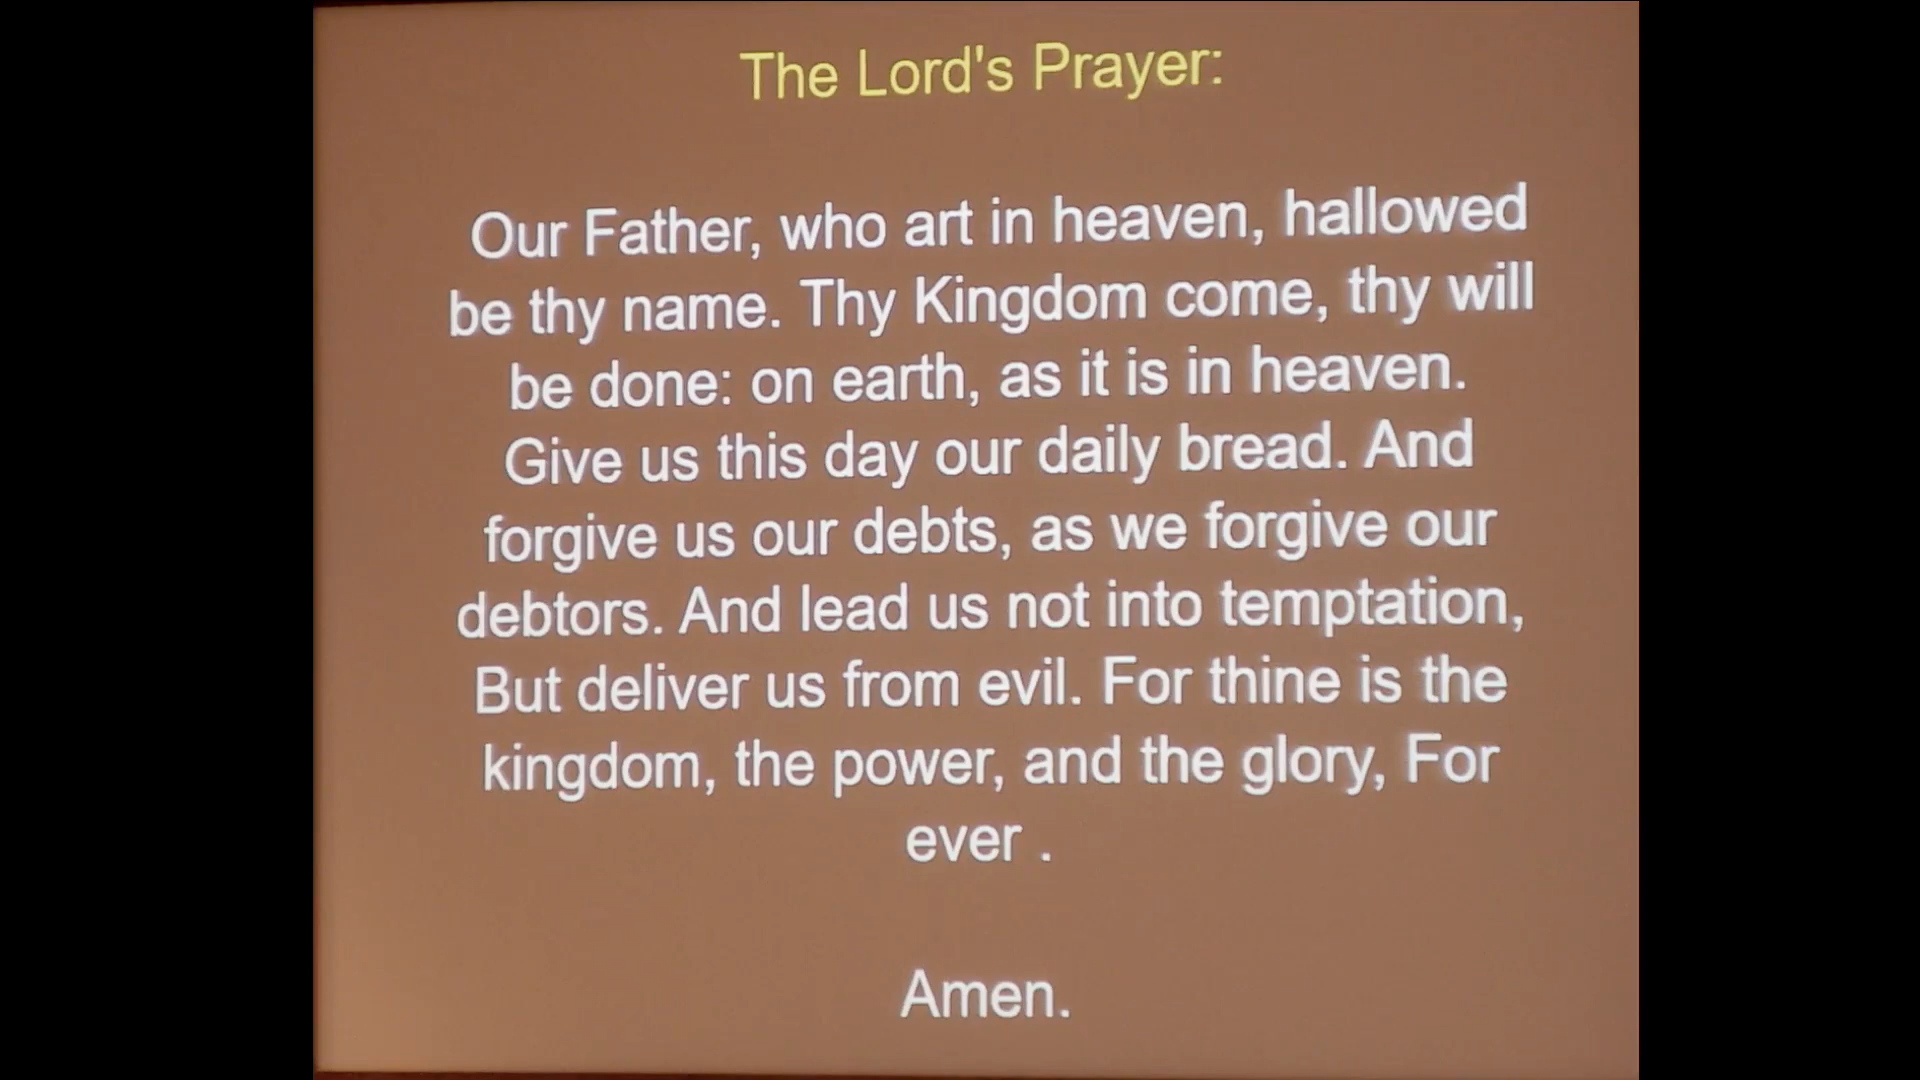 The Lord's Prayer:
Our Father, who art in heaven, hallowed
be thy name. Thy Kingdom come, thy will
be done: on earth, as it is in heaven.
Give us this day our daily bread. And
forgive us our debts, as we forgive our
debtors. And lead us not into temptation,
But deliver us from evil. For thine is the
kingdom, the power, and the glory, For
ever .
Amen.